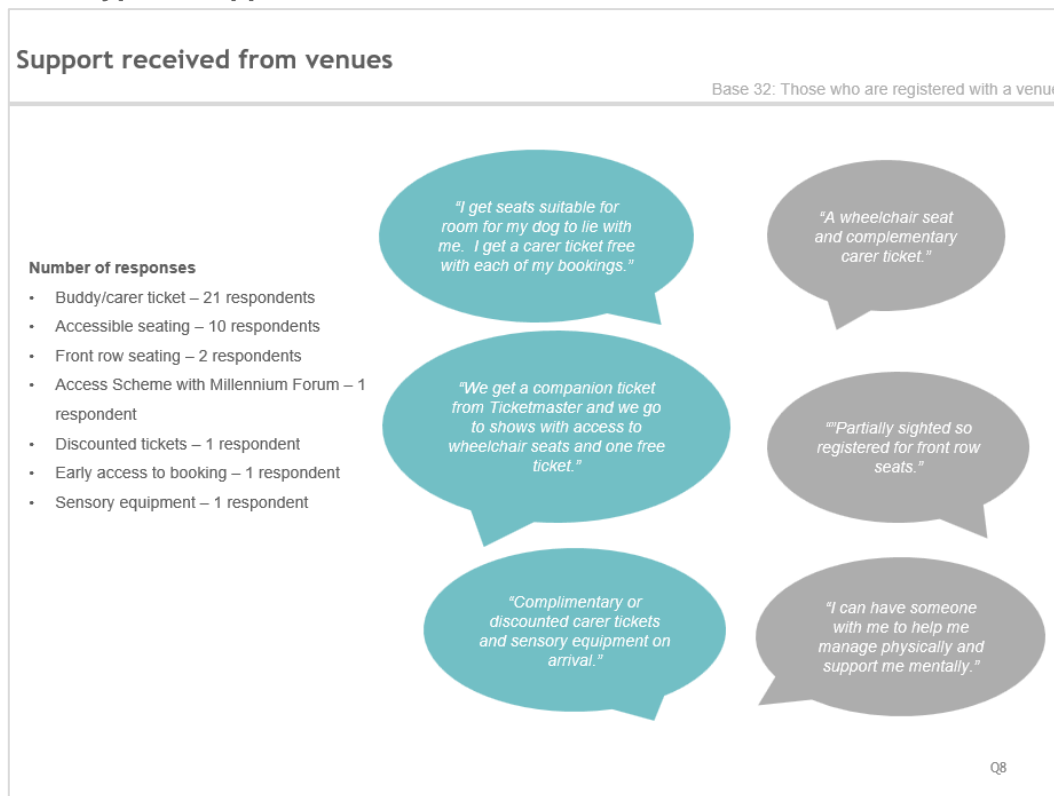 Support received from venues
Base 32: Those who are registered with a venue
Number of responses
• Buddy/carer ticket – 21 respondents
• Accessible seating – 10 respondents
• Front row seating – 2 respondents
• Access Scheme with Millennium Forum – 1
respondent
• Discounted tickets – 1 respondent
• Early access to booking – 1 respondent
• Sensory equipment – 1 respondent
“I get seats suitable for
room for my dog to lie with
me. I get a carer ticket free
with each of my bookings.”
“A wheelchair seat
and complementary
carer ticket.”
“We get a companion ticket
from Ticketmaster and we go
to shows with access to
wheelchair seats and one free
ticket.”
“”Partially sighted so
registered for front row
seats.”
“Complimentary or
discounted carer tickets
and sensory equipment on
arrival.”
“I can have someone
with me to help me
manage physically and
support me mentally.”
Q8